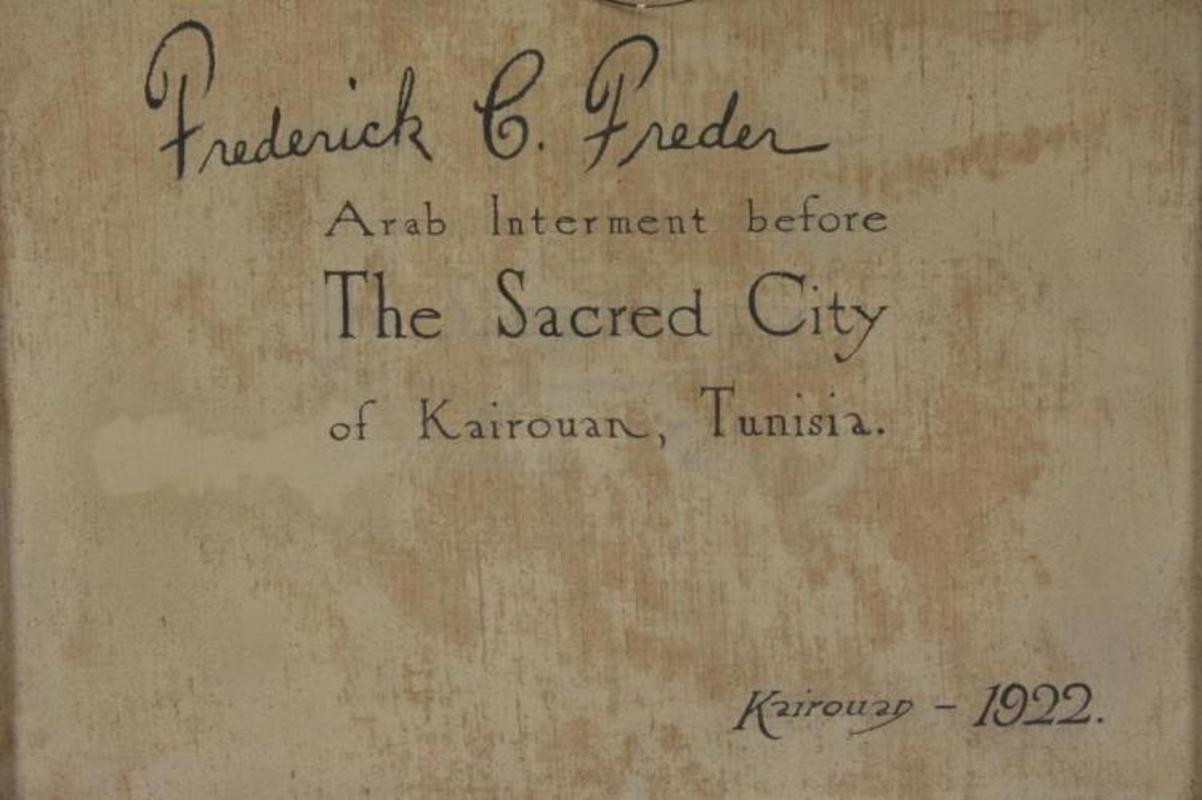 Frederick C. Freder
Arab Interment before
The Sacred City
of Kairouan, Tunisia.
Kairouan - 1922.